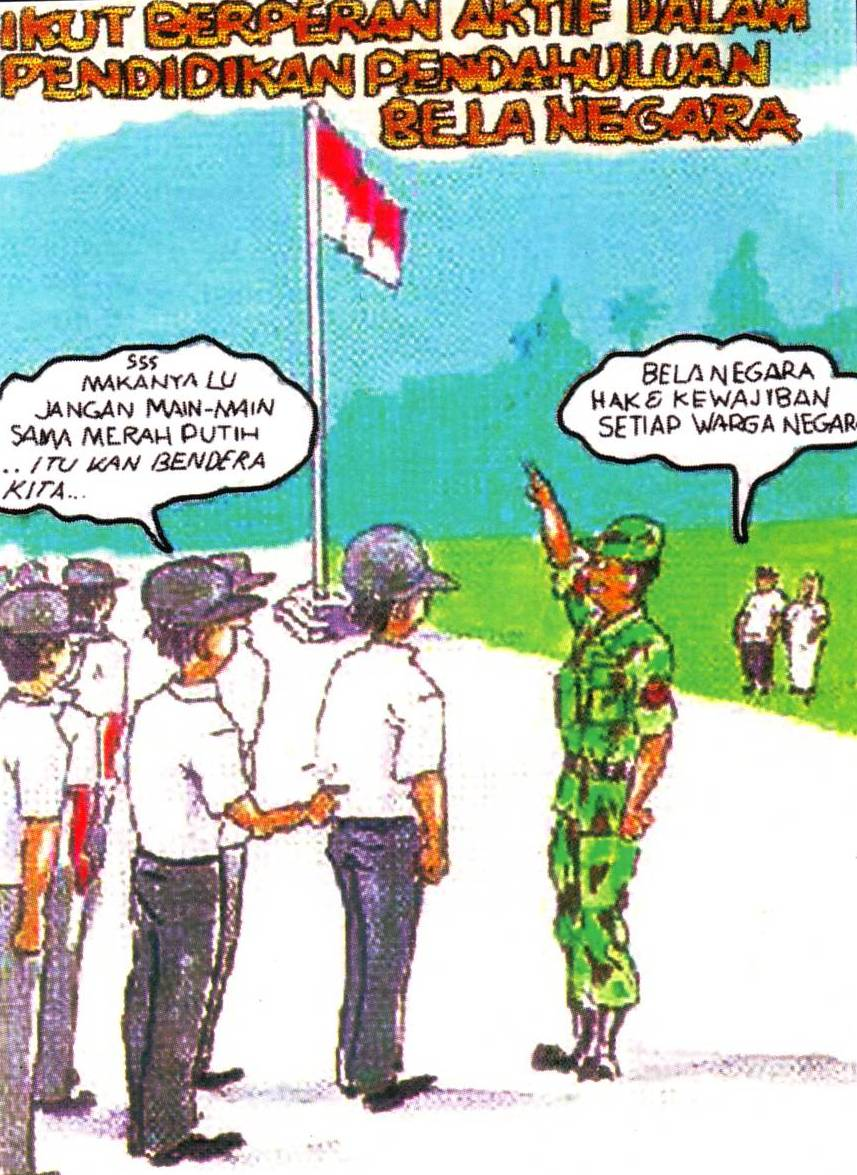 IKUT BERPERAN AKTIF DALAM
PENDIDIKAN PENDAHULUAN
BELA NEGARA
SSS
MAKANYA LU
JANGAN MAIN-MAIN
SAMA MERAH PUTIH
.. ITU KAN BENDERA
KITA...
BELA NEGARA
HAK & KEWAJIBAN
SETIAP WARGA NEGAR